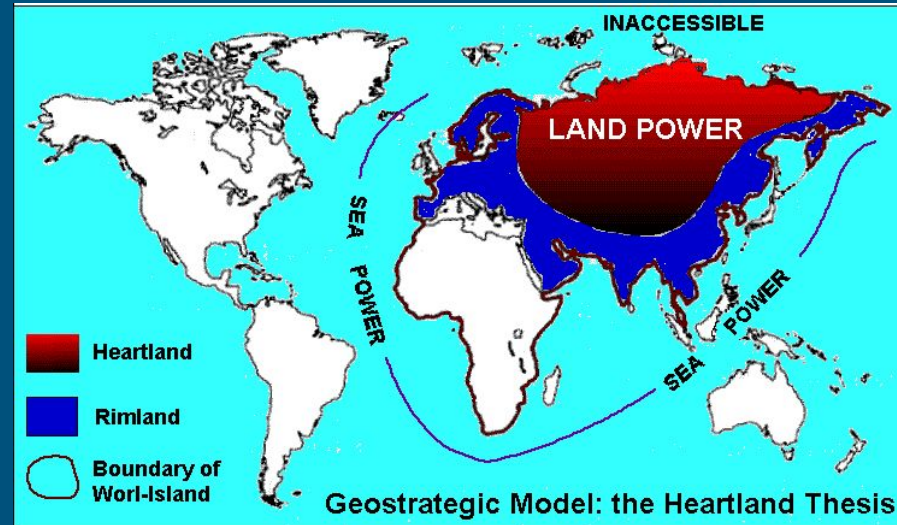 INACCESSIBLE
LAND POWER
SEA POWER
SEA POWER
Heartland
Rimland
Boundary of
Worl-Island
Geostrategic Model: the Heartland Thesis